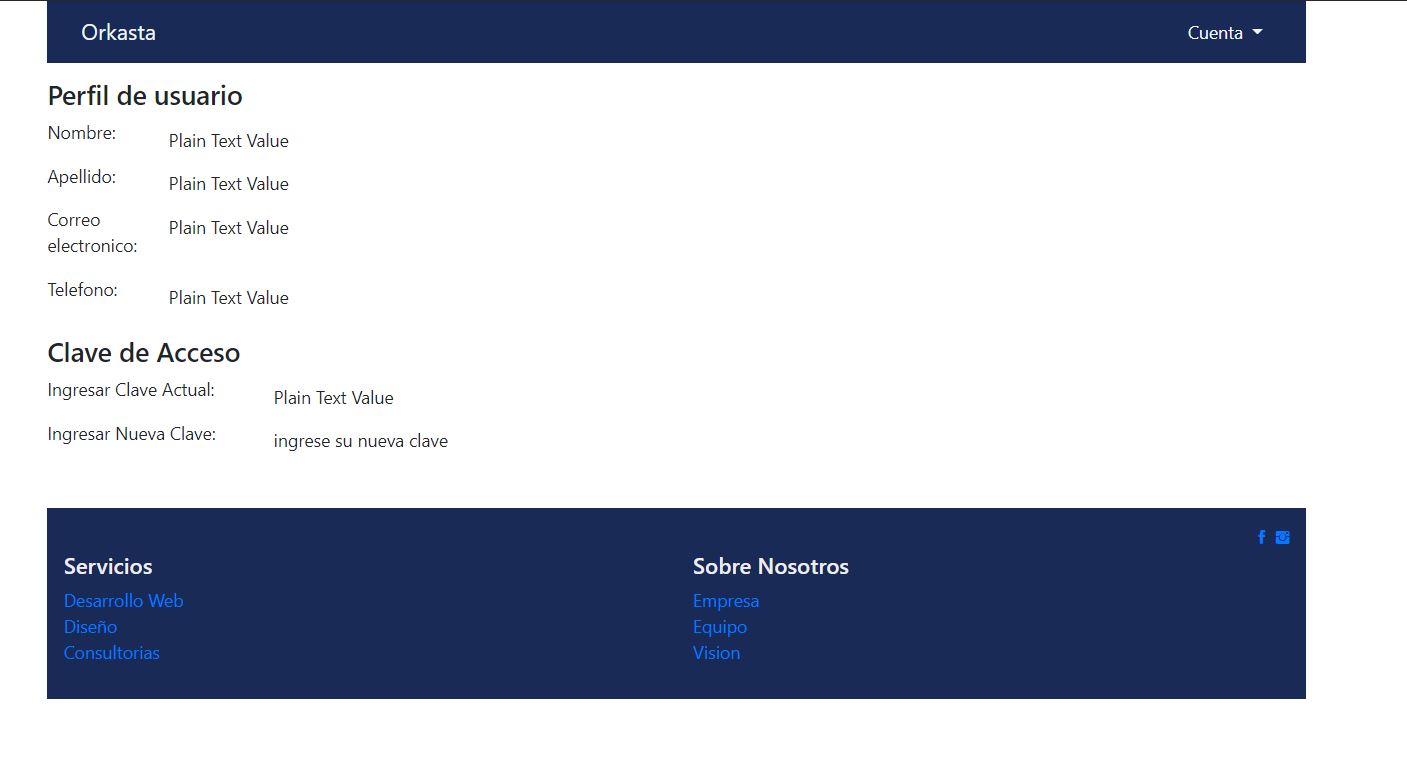 Orkasta
Cuenta
Perfil de usuario
Nombre:
Plain Text Value
Apellido:
Plain Text Value
Correo
electronico:
Plain Text Value
Telefono:
Plain Text Value
Clave de Acceso
Ingresar Clave Actual:
Plain Text Value
Ingresar Nueva Clave:
ingrese su nueva clave
Servicios
Desarrollo Web
Diseño
Consultorias
Sobre Nosotros
Empresa
Equipo
Vision